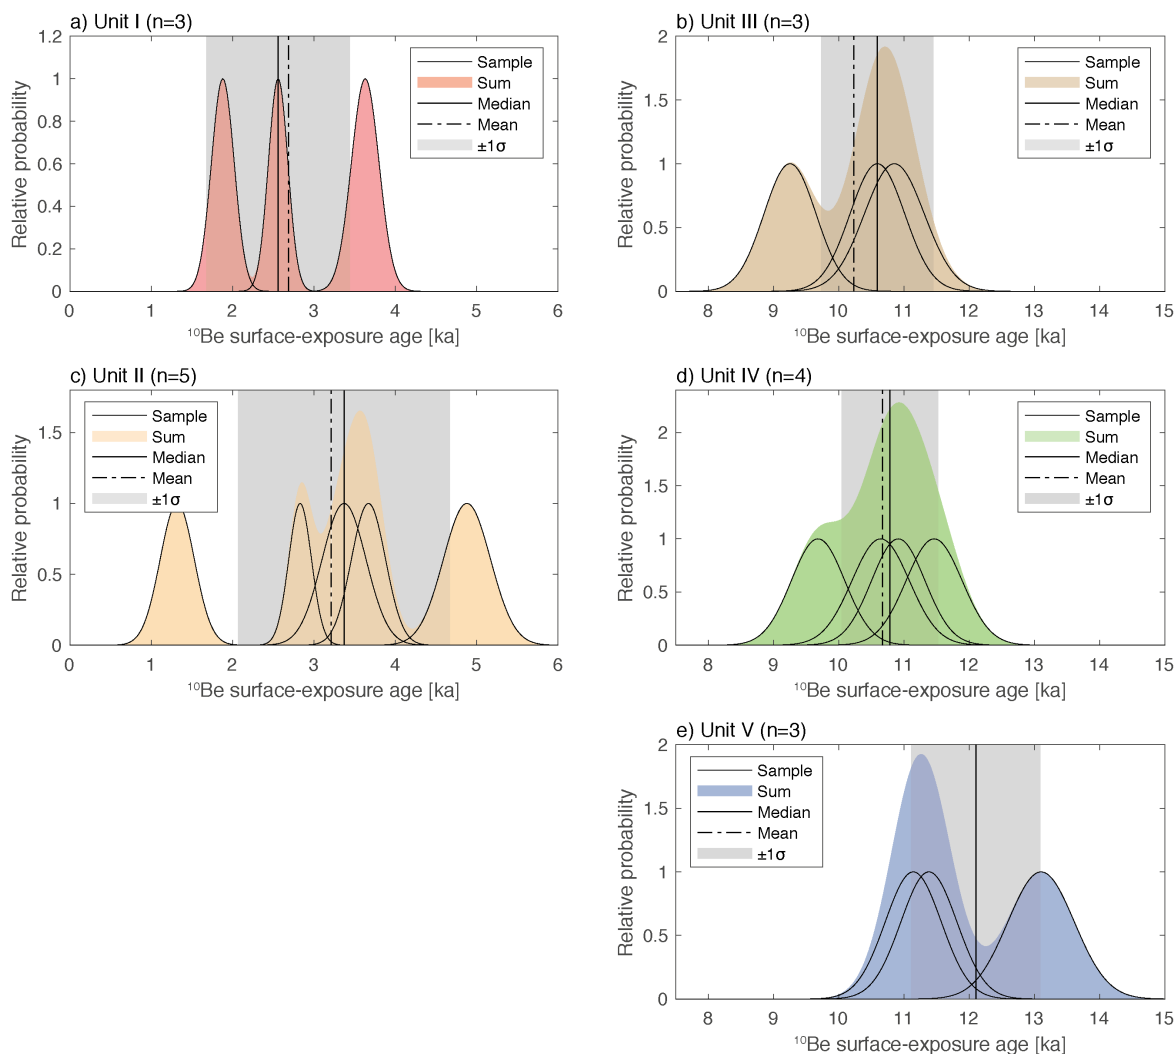 a) Unit I (n=3)
1.2
1
0.8
0.6
0.4
0.2
0
Relative probability
Sample
Sum
Median
Mean
±1σ
0 1 2 3 4 5 6
¹⁰Be surface-exposure age [ka]
b) Unit III (n=3)
2
1.5
1
0.5
0
Relative probability
Sample
Sum
Median
Mean
±1σ
8 9 10 11 12 13 14 15
¹⁰Be surface-exposure age [ka]
c) Unit II (n=5)
1.5
1
0.5
0
Relative probability
Sample
Sum
Median
Mean
±1σ
0 1 2 3 4 5 6
¹⁰Be surface-exposure age [ka]
d) Unit IV (n=4)
2
1.5
1
0.5
0
Relative probability
Sample
Sum
Median
Mean
±1σ
8 9 10 11 12 13 14 15
¹⁰Be surface-exposure age [ka]
e) Unit V (n=3)
2
1.5
1
0.5
0
Relative probability
Sample
Sum
Median
Mean
±1σ
8 9 10 11 12 13 14 15
¹⁰Be surface-exposure age [ka]